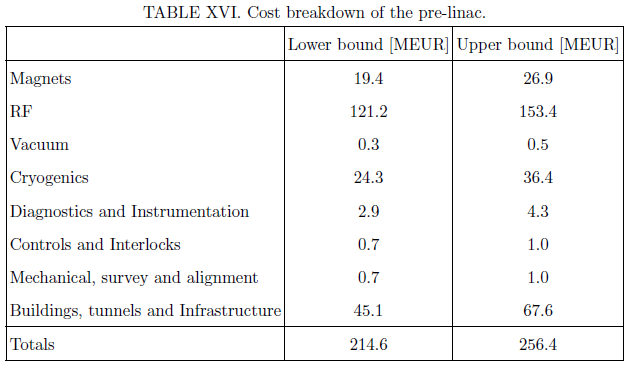 TABLE XVI. Cost breakdown of the pre-linac.
Lower bound [MEUR] Upper bound [MEUR]
Magnets 19.4 26.9
RF 121.2 153.4
Vacuum 0.3 0.5
Cryogenics 24.3 36.4
Diagnostics and Instrumentation 2.9 4.3
Controls and Interlocks 0.7 1.0
Mechanical, survey and alignment 0.7 1.0
Buildings, tunnels and Infrastructure 45.1 67.6
Totals 214.6 256.4